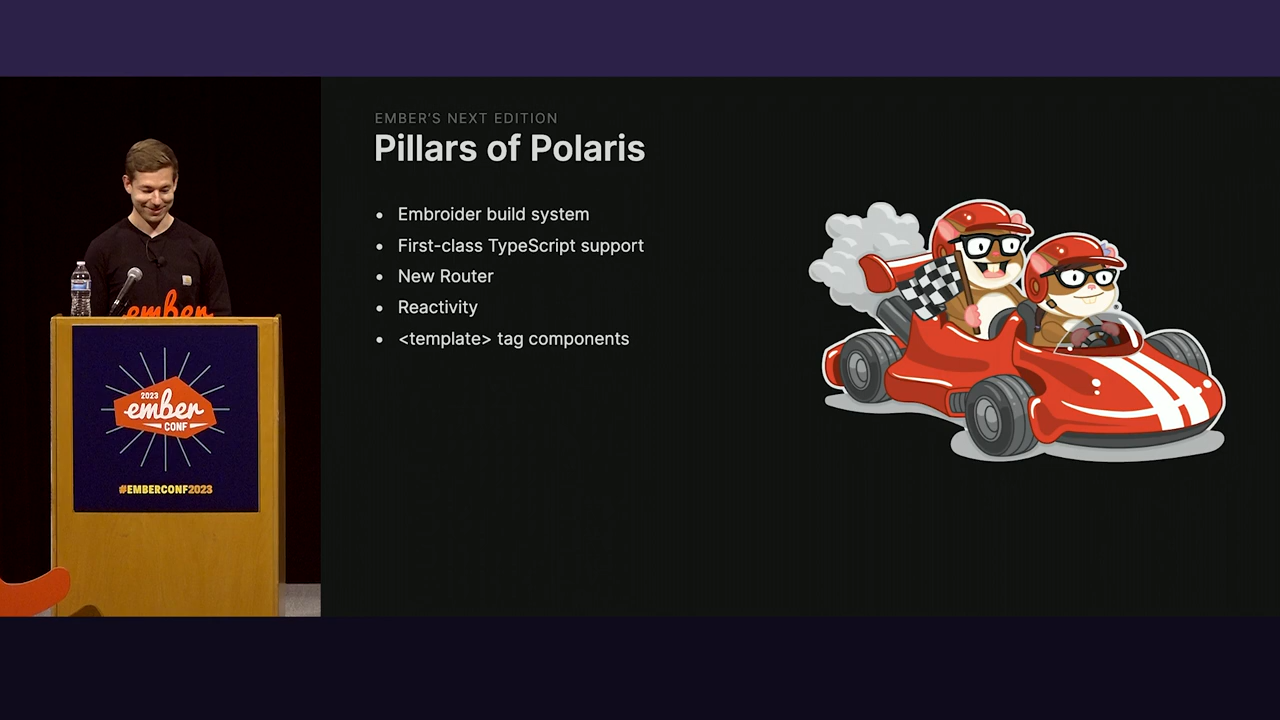 EMBER'S NEXT EDITION
Pillars of Polaris
• Embroider build system
• First-class TypeScript support
• New Router
• Reactivity
• <template> tag components
ember
2023
ember
CONF
#EMBERCONF2023